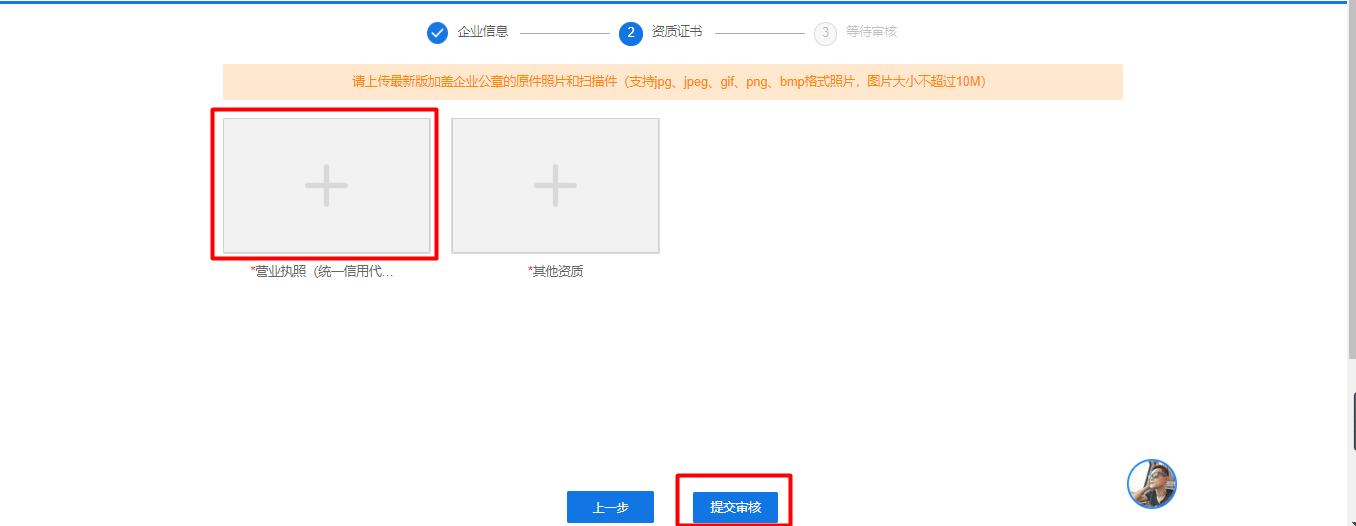 企业信息
2 资质证书
3 等待审核
请上传最新版加盖企业公章的原件照片和扫描件（支持jpg、jpeg、gif、png、bmp格式照片，图片大小不超过10M）
*营业执照（统一信用代...
*其他资质
上一步
提交审核